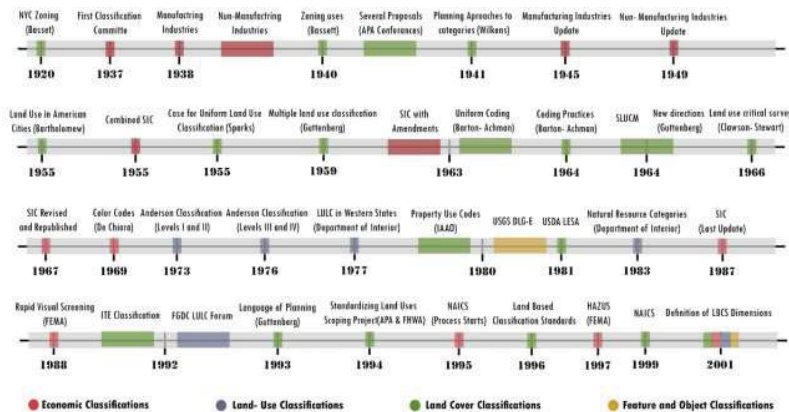 NYC Zoning
(Basset)
First Classification
Committe
Manufactring
Industries
Non-Manufactring
Industries
Zoning uses
(Bassett)
Several Proposals
(APA Conferances)
Planning Aproaches to
categories (Wilkens)
Manufacturing Industries
Update
Non- Manufacturing Industries
Update
1920
1937
1938
1940
1941
1945
1949
Land Use in American
Cities (Bartholomew)
Combined SIC
Case for Uniform Land Use
Classification (Sparks)
Multiple land use classification
(Guttenberg)
SIC with
Amendments
Uniform Coding
(Barton- Achman)
Coding Practices
(Barton- Achman)
SLUCM
New directions
(Guttenberg)
Land use critical survey
(Clawson- Stewart)
1955
1955
1955
1959
1963
1964
1964
1966
SIC Revised
and Republished
Color Codes
(De Chiara)
Anderson Classification
(Levels I and II)
Anderson Classification
(Levels III and IV)
LULC in Western States
(Department of Interior)
Property Use Codes
(IAAO)
USGS DLG-E
USDA LESA
Natural Resource Categories
(Department of Interior)
SIC
(Last Update)
1967
1969
1973
1976
1977
1980
1981
1983
1987
Rapid Visual Screening
(FEMA)
ITE Classification
FGDC LULC Forum
Language of Planning
(Guttenberg)
Standardizing Land Uses
Scoping Project(APA & FHWA)
NAICS
(Process Starts)
Land Based
Classification Standards
HAZUS
(FEMA)
NAICS
Definition of LBCS Dimensions
1988
1992
1993
1994
1995
1996
1997
1999
2001
Economic Classifications
Land- Use Classifications
Land Cover Classifications
Feature and Object Classifications